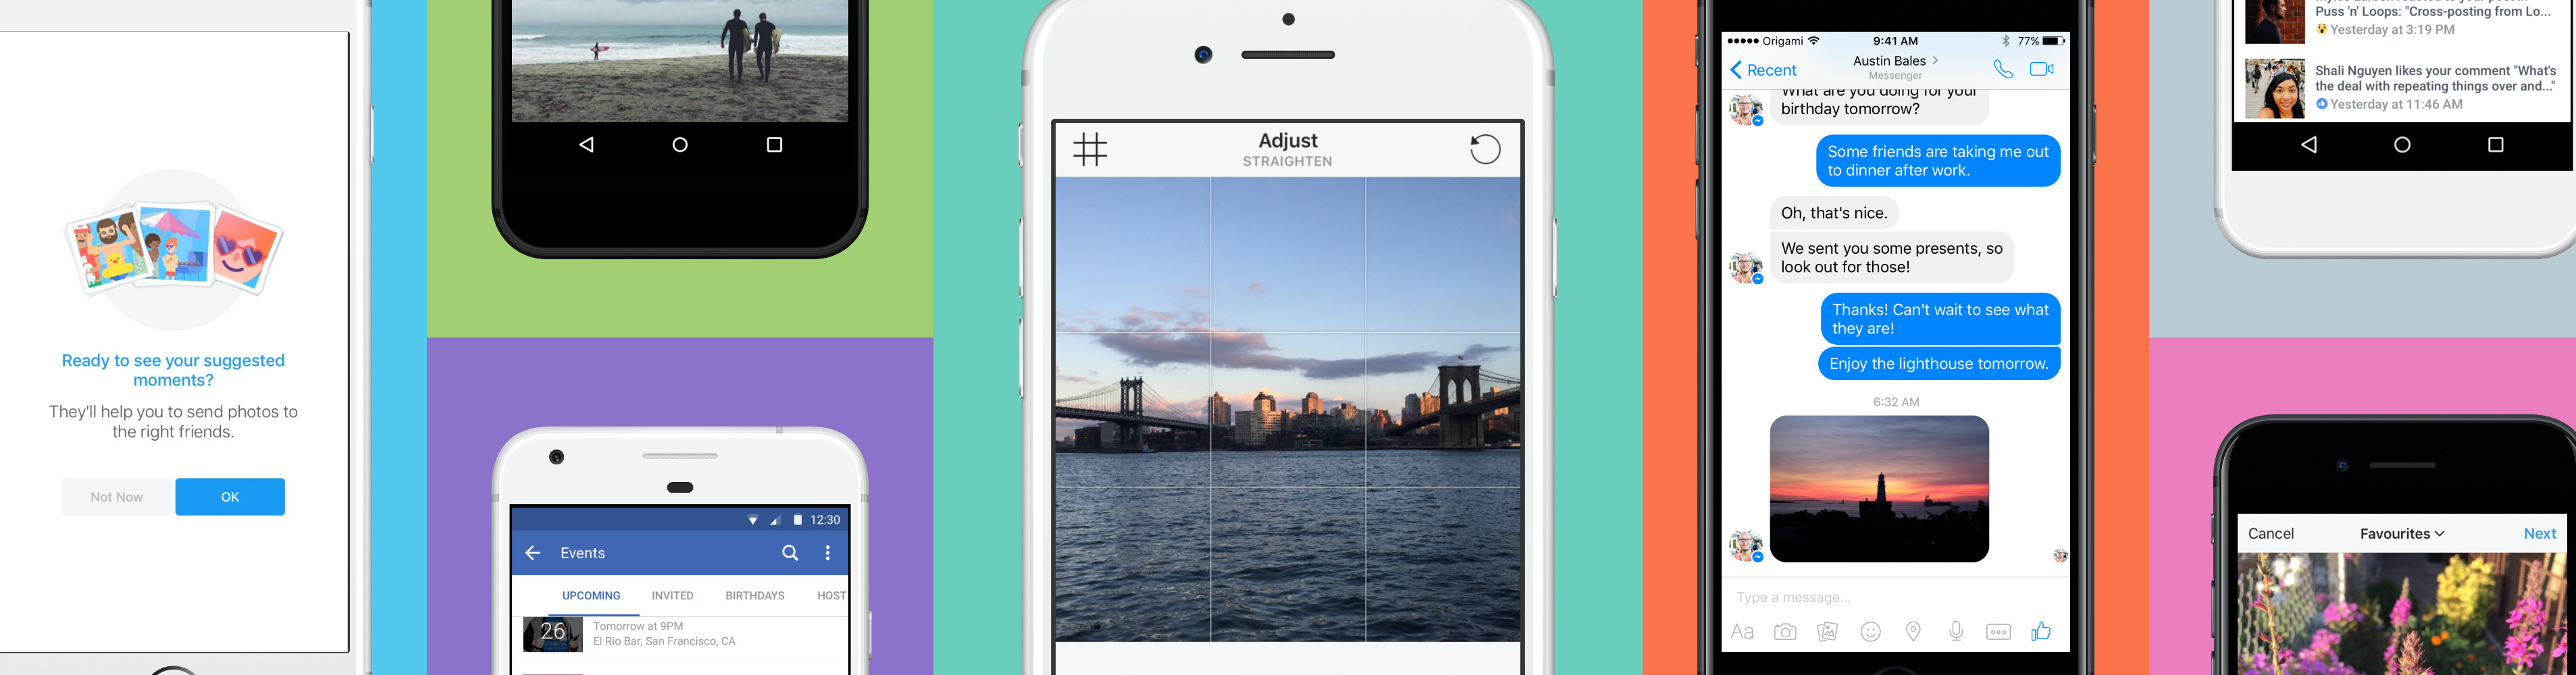 Ready to see your suggested
moments?
They'll help you to send photos to
the right friends.
Not Now
OK
12:30
Events
UPCOMING
INVITED
BIRTHDAYS
HOST
26
Tomorrow at 9PM
El Rio Bar, San Francisco, CA
Adjust
STRAIGHTEN
Origami
9:41 AM
77%
Recent
Austin Bales
Messenger
What are you doing for your
birthday tomorrow?
Some friends are taking me out
to dinner after work.
Oh, that's nice.
We sent you some presents, so
look out for those!
Thanks! Can't wait to see what
they are!
Enjoy the lighthouse tomorrow.
6:32 AM
Type a message...
Aa
Puss 'n' Loops: "Cross-posting from Lo...
Yesterday at 3:19 PM
Shali Nguyen likes your comment "What's
the deal with repeating things over and..."
Yesterday at 11:46 AM
Cancel
Favourites
Next